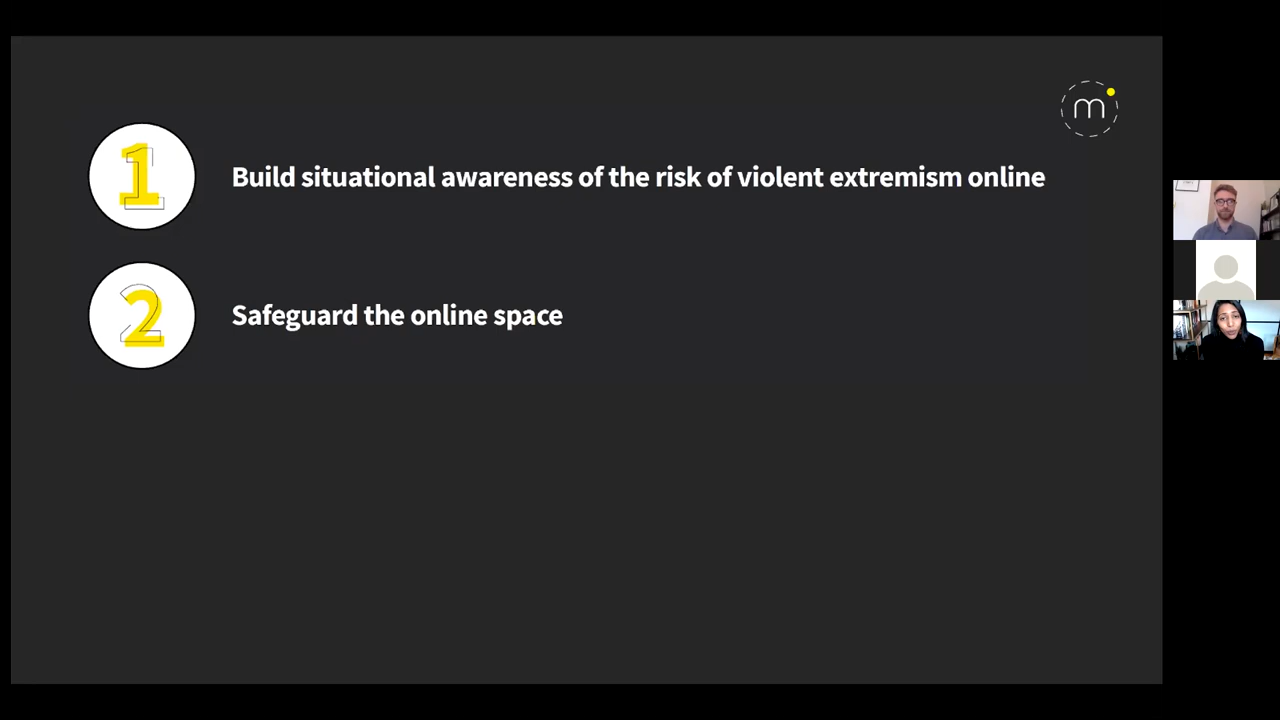 m
1
Build situational awareness of the risk of violent extremism online
2
Safeguard the online space